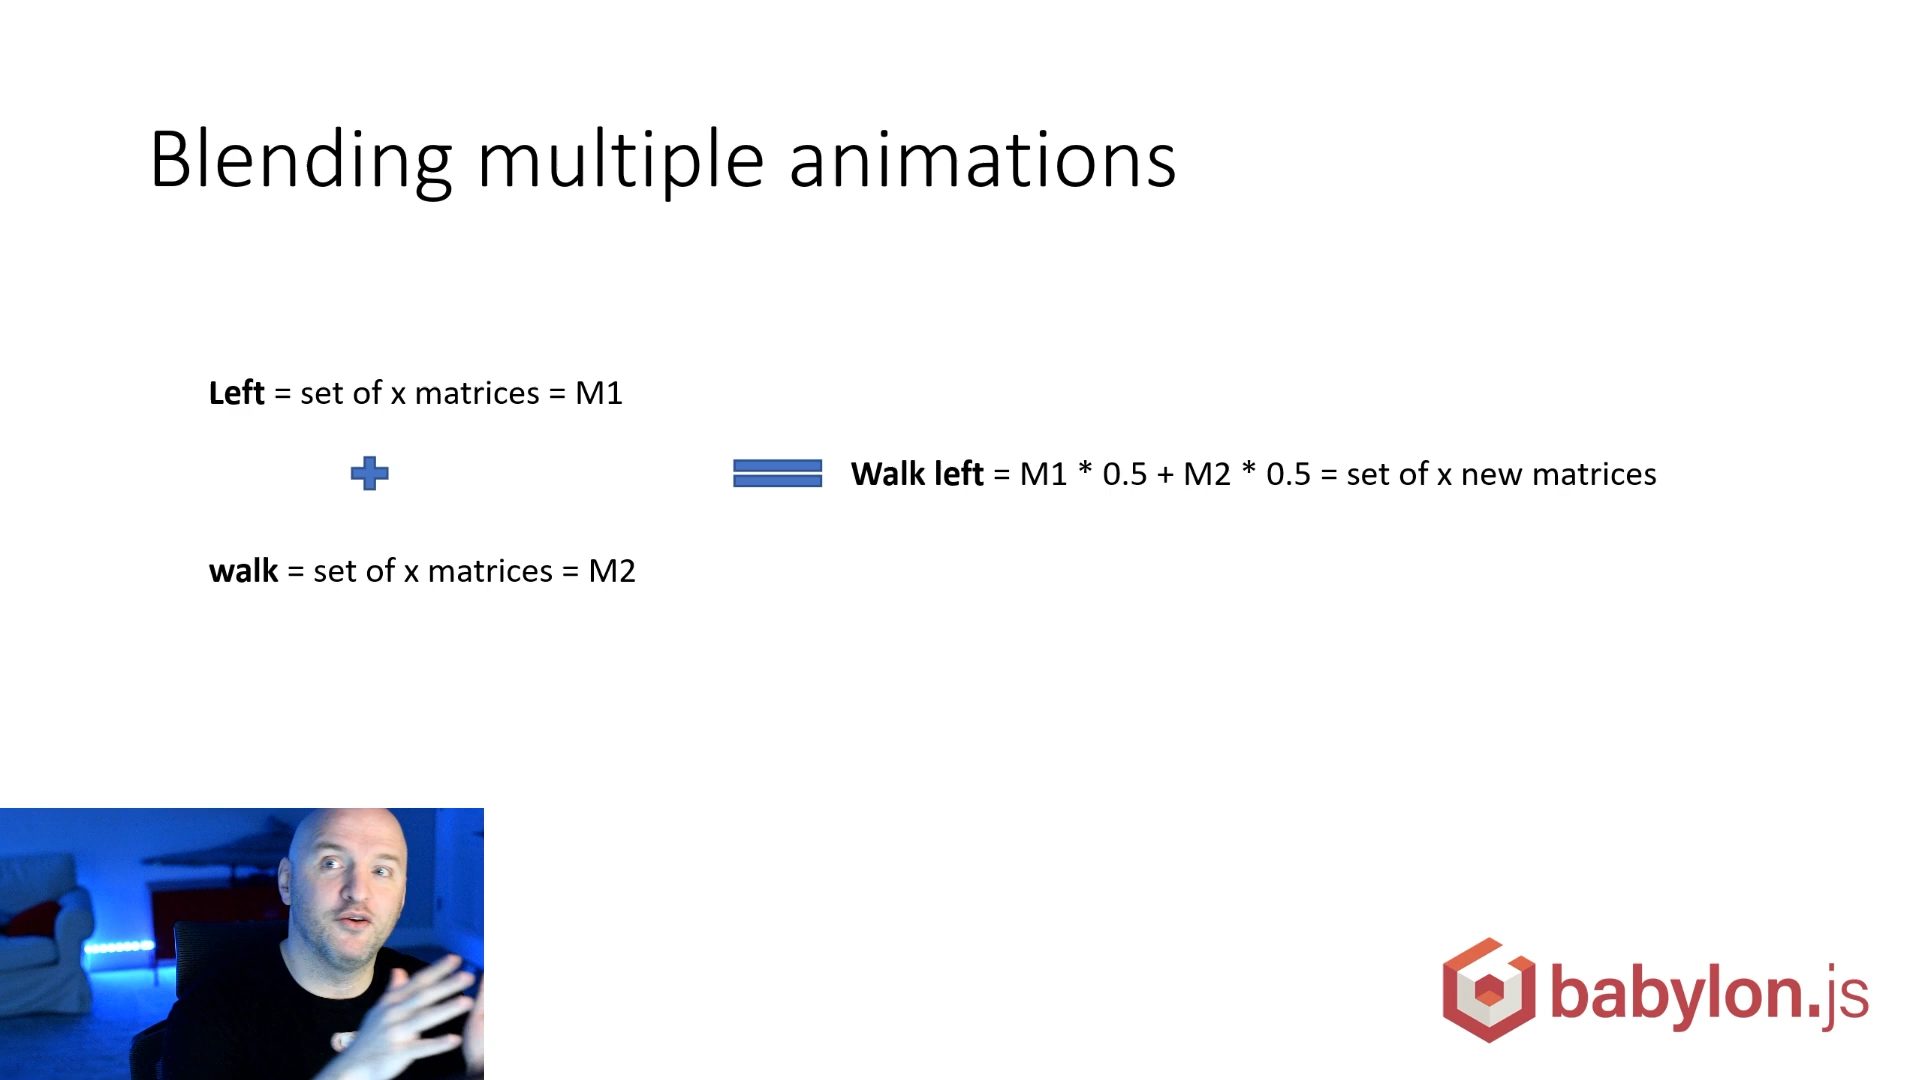 Blending multiple animations
Left = set of x matrices = M1
Walk left = M1 * 0.5 + M2 * 0.5 = set of x new matrices
walk = set of x matrices = M2
babylon.js